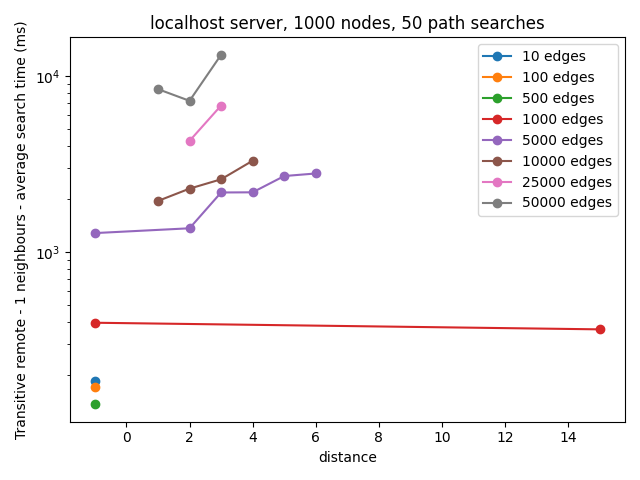 localhost server, 1000 nodes, 50 path searches
Transitive remote - 1 neighbours - average search time (ms)
10⁴
10³
10 edges
100 edges
500 edges
1000 edges
5000 edges
10000 edges
25000 edges
50000 edges
0 2 4 6 8 10 12 14
distance